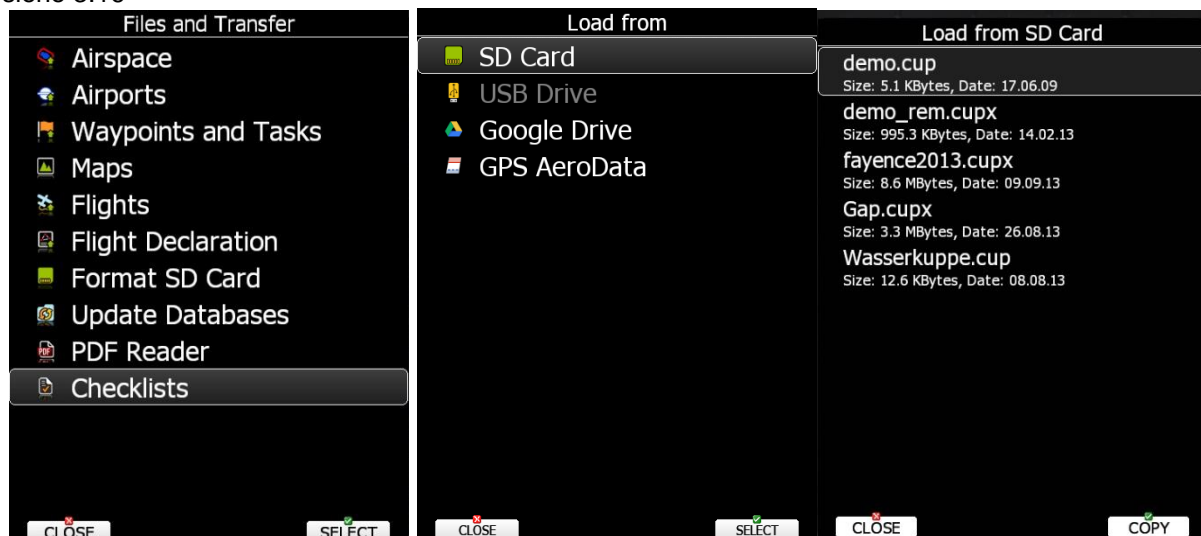 Files and Transfer
Airspace
Airports
Waypoints and Tasks
Maps
Flights
Flight Declaration
Format SD Card
Update Databases
PDF
PDF Reader
Checklists
CLOSE
SELECT
Load from
SD Card
USB Drive
Google Drive
GPS AeroData
CLOSE
SELECT
Load from SD Card
demo.cup
Size: 5.1 KBytes, Date: 17.06.09
demo_rem.cupx
Size: 995.3 KBytes, Date: 14.02.13
fayence2013.cupx
Size: 8.6 MBytes, Date: 09.09.13
Gap.cupx
Size: 3.3 MBytes, Date: 26.08.13
Wasserkuppe.cup
Size: 12.6 KBytes, Date: 08.08.13
CLOSE
COPY